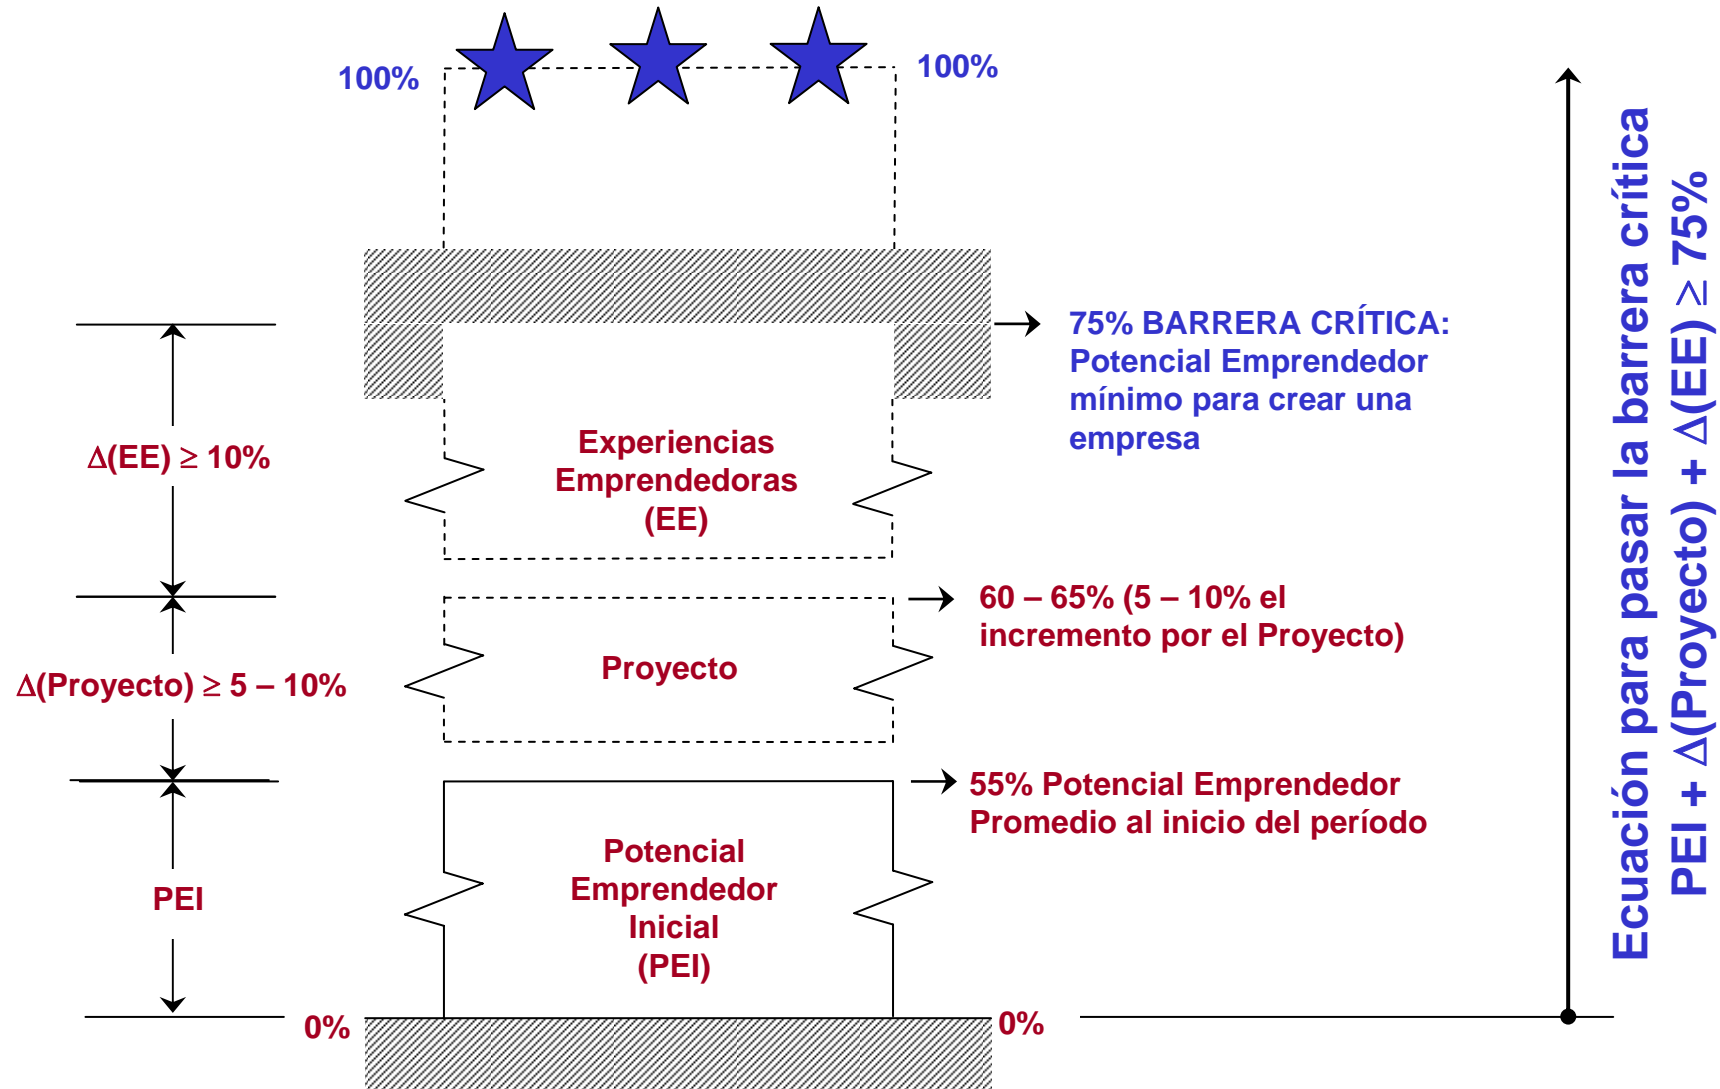 100%
100%
75% BARRERA CRÍTICA:
Potencial Emprendedor
mínimo para crear una
empresa
Δ(EE) ≥ 10%
Experiencias
Emprendedoras
(EE)
60 – 65% (5 – 10% el
incremento por el Proyecto)
Δ(Proyecto) ≥ 5 – 10%
Proyecto
55% Potencial Emprendedor
Promedio al inicio del período
PEI
Potencial
Emprendedor
Inicial
(PEI)
0%
0%
Ecuación para pasar la barrera crítica
PEI + Δ(Proyecto) + Δ(EE) ≥ 75%